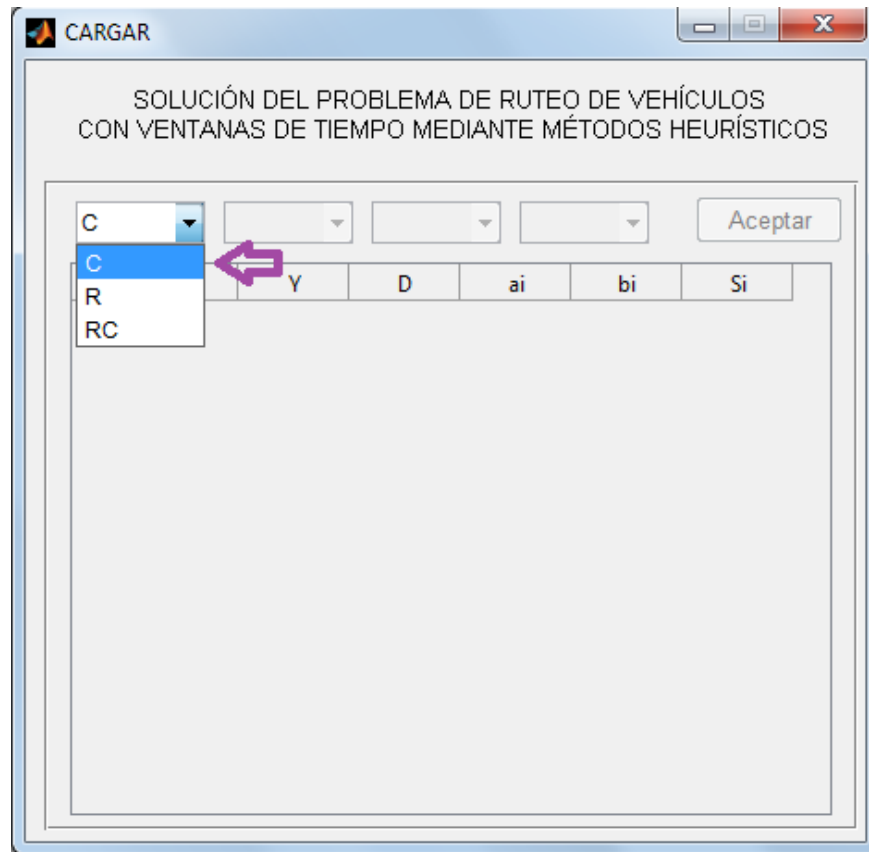 CARGAR
SOLUCIÓN DEL PROBLEMA DE RUTEO DE VEHÍCULOS
CON VENTANAS DE TIEMPO MEDIANTE MÉTODOS HEURÍSTICOS
C Aceptar
C
Y D ai bi Si
R
RC